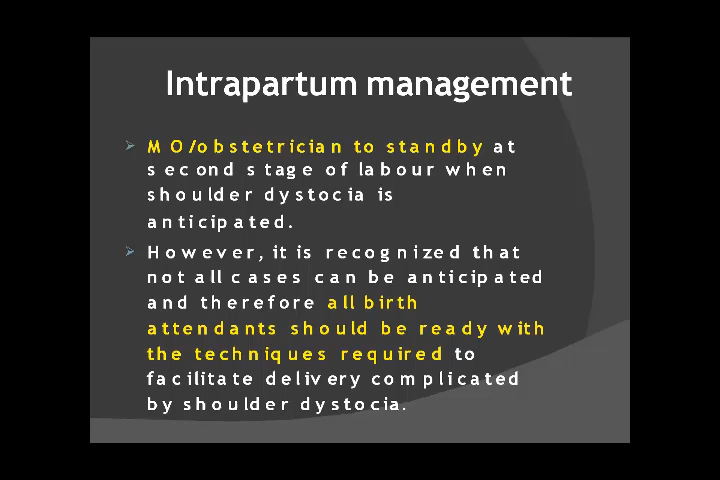 Intrapartum management
➢ MO/obstetrician to standby at
second stage of labour when
shoulder dystocia is
anticipated.
➢ However, it is recognized that
not all cases can be anticipated
and therefore all birth
attendants should be ready with
the techniques required to
facilitate delivery complicated
by shoulder dystocia.